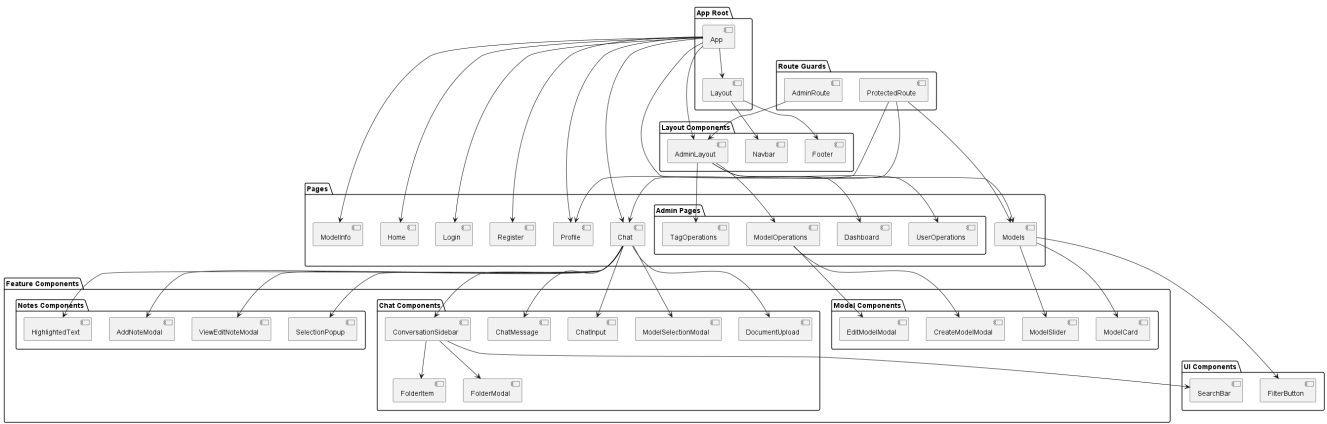 App Root
App
Route Guards
Layout
AdminRoute
ProtectedRoute
Layout Components
AdminLayout
Navbar
Footer
Pages
Admin Pages
ModelInfo
Home
Login
Register
Profile
Chat
TagOperations
ModelOperations
Dashboard
UserOperations
Models
Feature Components
Notes Components
Chat Components
Model Components
HighlightedText
AddNoteModal
ViewEditNoteModal
SelectionPopup
ConversationSidebar
ChatMessage
ChatInput
ModelSelectionModal
DocumentUpload
EditModelModal
CreateModelModal
ModelSlider
ModelCard
UI Components
FolderItem
FolderModal
SearchBar
FilterButton